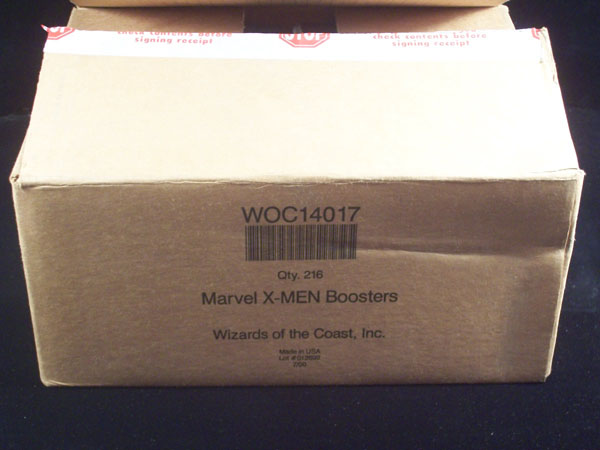 STOP
check contents before
check contents before
signing receipt
signing receipt
WOC14017
Qty. 216
Marvel X-MEN Boosters
Wizards of the Coast, Inc.
Made in USA